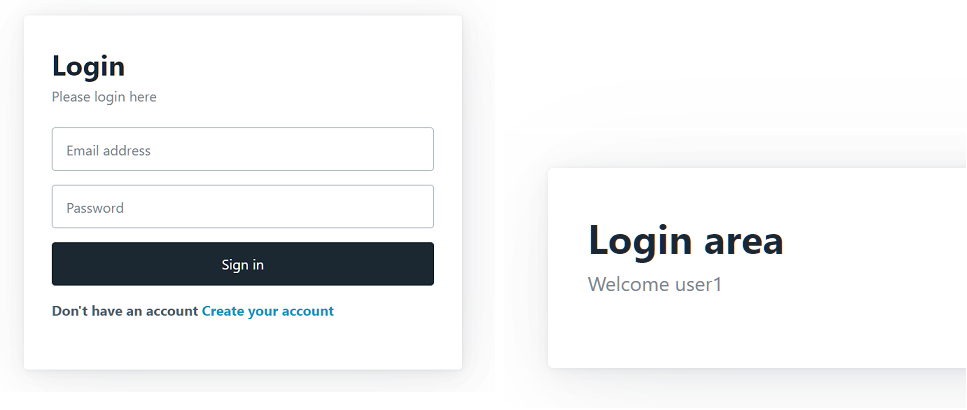 Login
Please login here
Email address
Password
Sign in
Don't have an account Create your account
Login area
Welcome user1